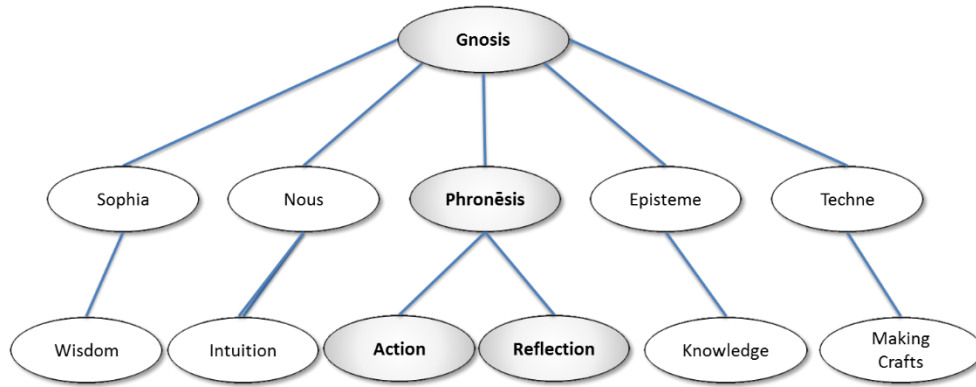 Gnosis
Sophia
Nous
Phronēsis
Episteme
Techne
Wisdom
Intuition
Action
Reflection
Knowledge
Making
Crafts